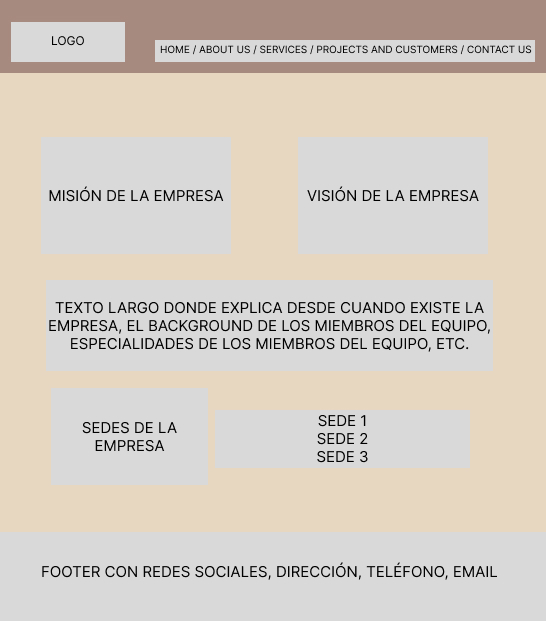 LOGO
HOME / ABOUT US / SERVICES / PROJECTS AND CUSTOMERS / CONTACT US
MISIÓN DE LA EMPRESA
VISIÓN DE LA EMPRESA
TEXTO LARGO DONDE EXPLICA DESDE CUANDO EXISTE LA
EMPRESA, EL BACKGROUND DE LOS MIEMBROS DEL EQUIPO,
ESPECIALIDADES DE LOS MIEMBROS DEL EQUIPO, ETC.
SEDES DE LA
EMPRESA
SEDE 1
SEDE 2
SEDE 3
FOOTER CON REDES SOCIALES, DIRECCIÓN, TELÉFONO, EMAIL